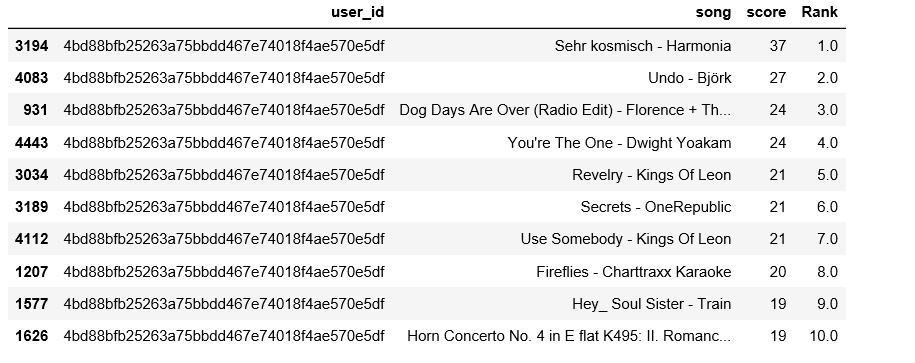 user_id song score Rank
3194 4bd88bfb25263a75bbdd467e74018f4ae570e5df Sehr kosmisch - Harmonia 37 1.0
4083 4bd88bfb25263a75bbdd467e74018f4ae570e5df Undo - Björk 27 2.0
931 4bd88bfb25263a75bbdd467e74018f4ae570e5df Dog Days Are Over (Radio Edit) - Florence + Th... 24 3.0
4443 4bd88bfb25263a75bbdd467e74018f4ae570e5df You're The One - Dwight Yoakam 24 4.0
3034 4bd88bfb25263a75bbdd467e74018f4ae570e5df Revelry - Kings Of Leon 21 5.0
3189 4bd88bfb25263a75bbdd467e74018f4ae570e5df Secrets - OneRepublic 21 6.0
4112 4bd88bfb25263a75bbdd467e74018f4ae570e5df Use Somebody - Kings Of Leon 21 7.0
1207 4bd88bfb25263a75bbdd467e74018f4ae570e5df Fireflies - Charttraxx Karaoke 20 8.0
1577 4bd88bfb25263a75bbdd467e74018f4ae570e5df Hey_ Soul Sister - Train 19 9.0
1626 4bd88bfb25263a75bbdd467e74018f4ae570e5df Horn Concerto No. 4 in E flat K495: II. Romanc... 19 10.0